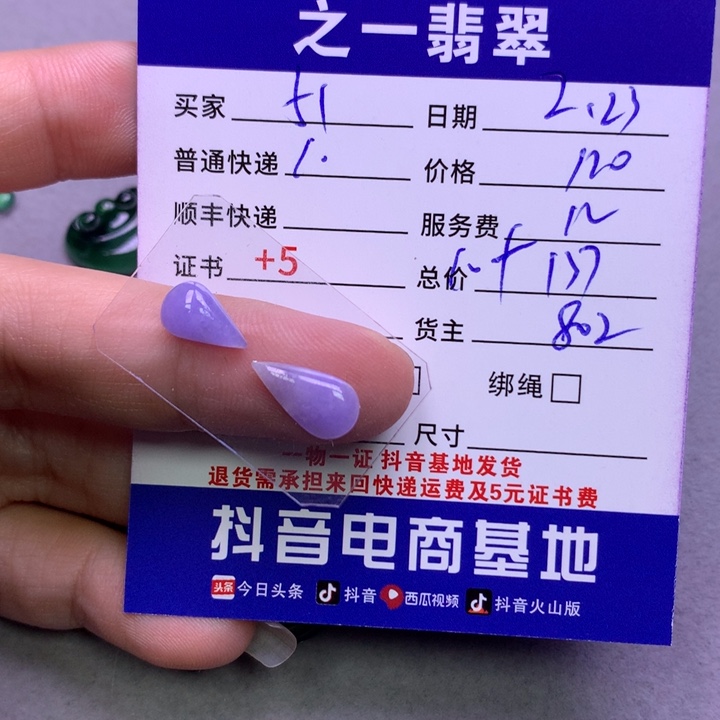 之一翡翠
买家 日期 2.23
普通快递 价格 120
顺丰快递 服务费 12
证书 +5 总价 137
货主 802
绑绳
尺寸
一物一证 抖音基地发货
退货需承担来回快递运费及5元证书费
抖音电商基地
头条 今日头条 抖音 西瓜视频 抖音火山版